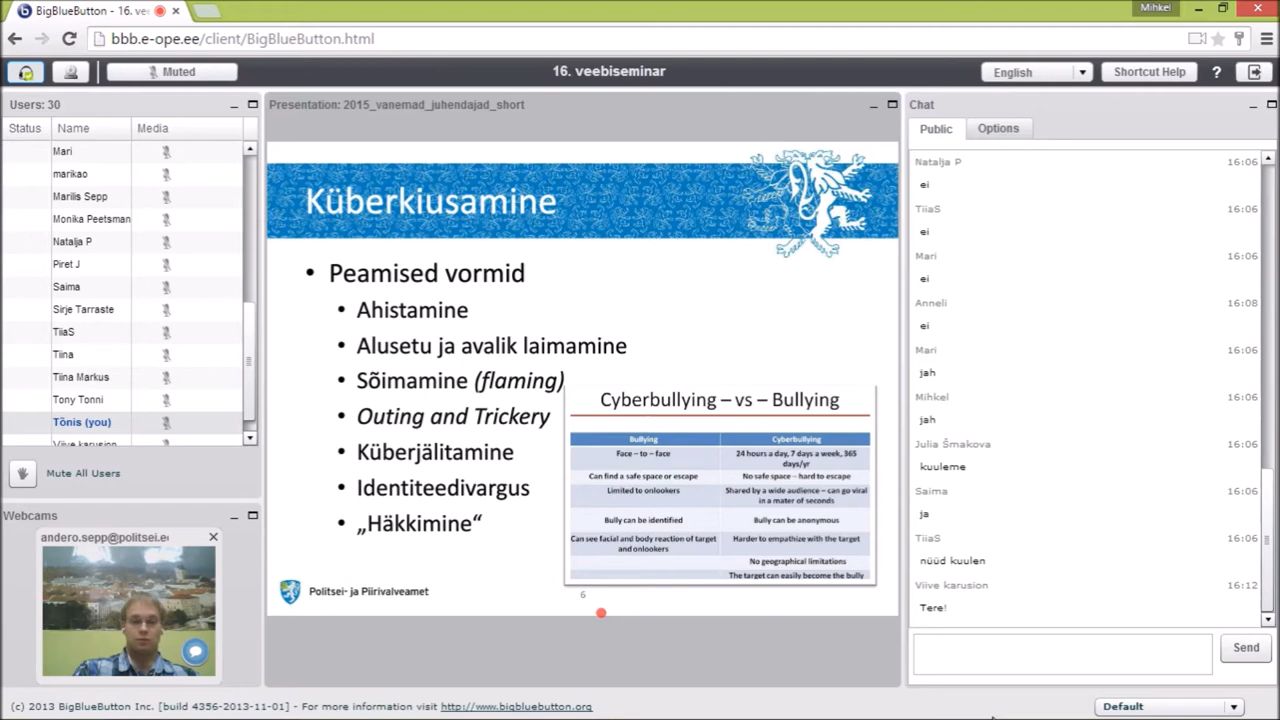 BigBlueButton - 16. vee
Mihkel
bbb.e-ope.ee/client/BigBlueButton.html
Muted
16. veebiseminar
English
Shortcut Help
?
Users: 30
Status Name Media
Mari
marikao
Marilis Sepp
Monika Peetsman
Natalja P
Piret J
Saima
Sirje Tarraste
TiiaS
Tiina
Tiina Markus
Tony Tonni
Tõnis (you)
Viive karusion
Mute All Users
Webcams
andero.sepp@politsei.ee
Presentation: 2015_vanemad_juhendajad_short
Küberkiusamine
• Peamised vormid
• Ahistamine
• Alusetu ja avalik laimamine
• Sõimamine (flaming)
• Outing and Trickery
• Küberjälitamine
• Identiteedivargus
• „Häkkimine“
Cyberbullying – vs – Bullying
Bullying Cyberbullying
Face – to – face 24 hours a day, 7 days a week, 365
days/yr
Can find a safe space or escape No safe space – hard to escape
Limited to onlookers Shared by a wide audience – can go viral
in a mater of seconds
Bully can be identified Bully can be anonymous
Can see facial and body reaction of target
and onlookers
Harder to empathize with the target
No geographical limitations
The target can easily become the bully
Politsei- ja Piirivalveamet
6
Chat
Public Options
Natalja P 16:06
ei
TiiaS 16:06
ei
Mari 16:06
ei
Anneli 16:08
ei
Mari 16:06
jah
Mihkel 16:06
jah
Julia Šmakova 16:06
kuuleme
Saima 16:06
ja
TiiaS 16:06
nüüd kuulen
Viive karusion 16:12
Tere!
Send
(c) 2013 BigBlueButton Inc. [build 4356-2013-11-01] - For more information visit http://www.bigbluebutton.org
Default